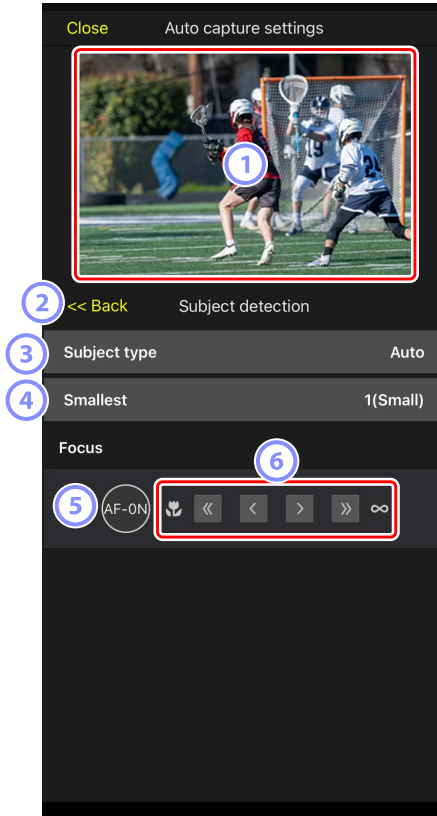 Close Auto capture settings
1
2 << Back Subject detection
3 Subject type Auto
4 Smallest 1(Small)
Focus
6
5 AF-ON « < > » ∞